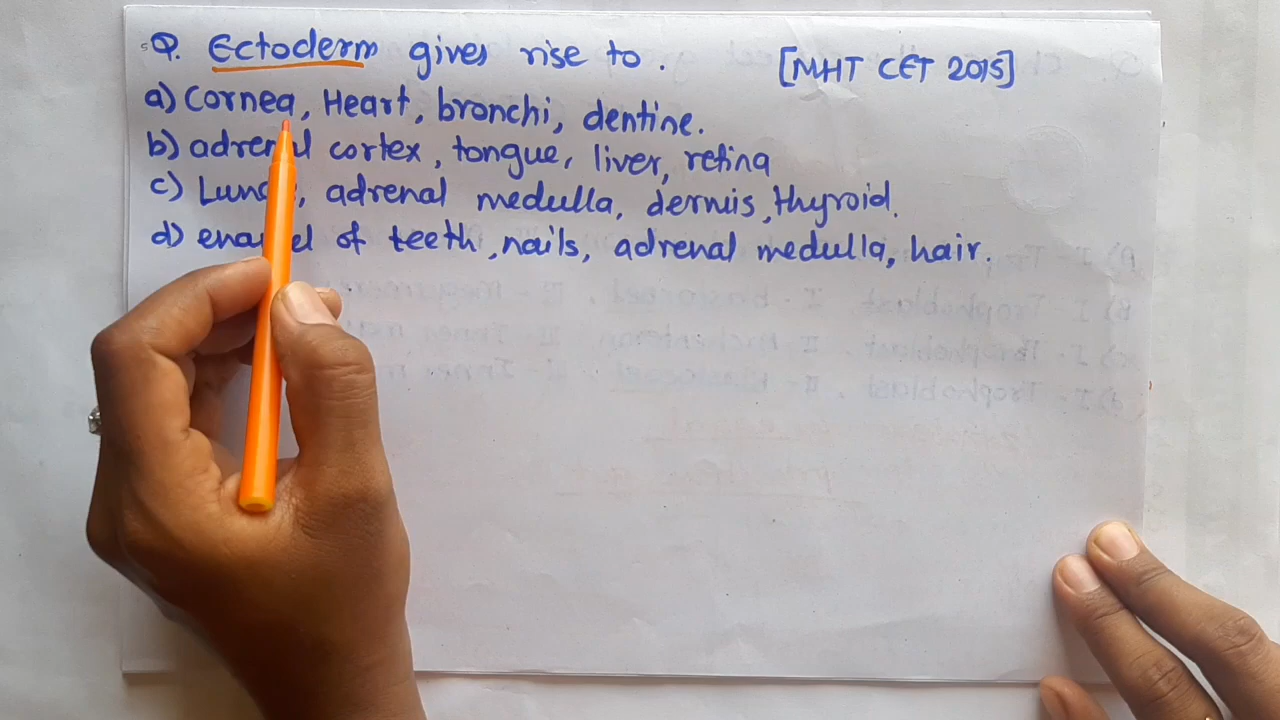 Q. Ectoderm gives rise to. [MHT CET 2015]
a) Cornea, Heart, bronchi, dentine.
b) adrenal cortex, tongue, liver, retina
c) Lungs, adrenal medulla, dermis, thyroid.
d) enamel of teeth, nails, adrenal medulla, hair.